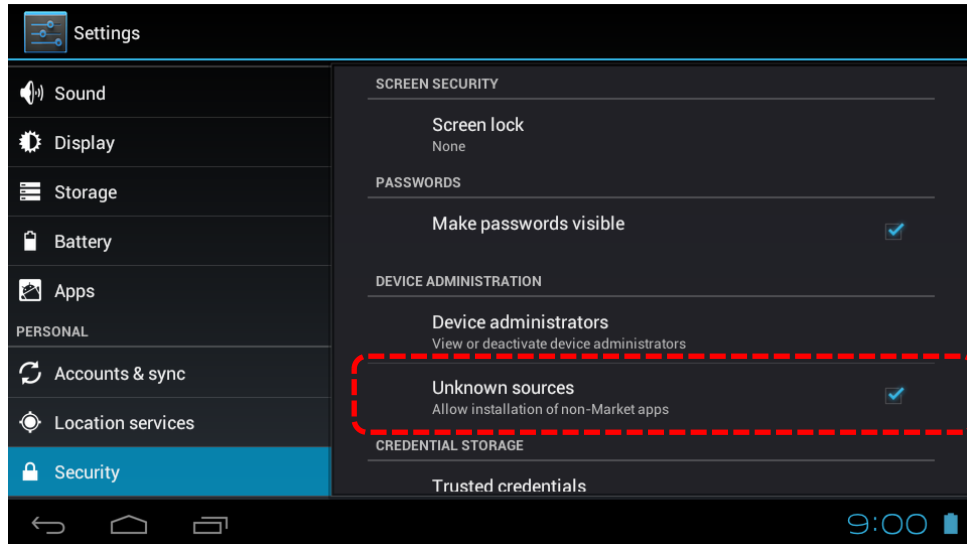 Settings
Sound
Display
Storage
Battery
Apps
PERSONAL
Accounts & sync
Location services
Security
SCREEN SECURITY
Screen lock
None
PASSWORDS
Make passwords visible
DEVICE ADMINISTRATION
Device administrators
View or deactivate device administrators
Unknown sources
Allow installation of non-Market apps
CREDENTIAL STORAGE
Trusted credentials
9:00